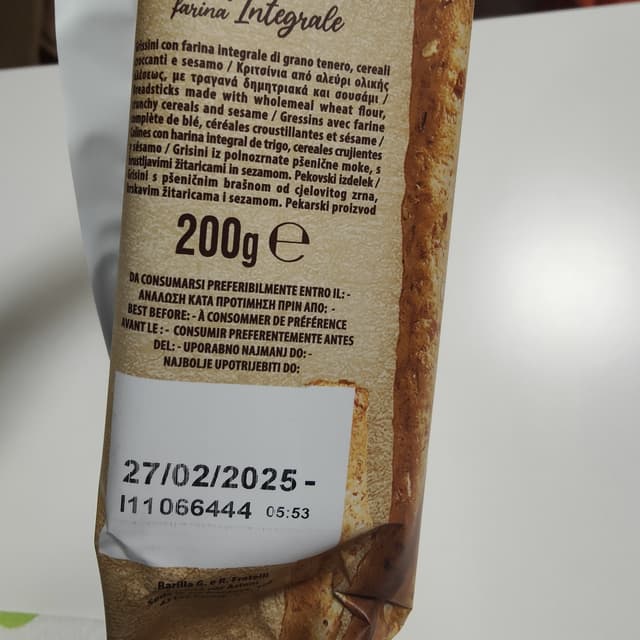 farina Integrale
Grissini con farina integrale di grano tenero, cereali
croccanti e sesamo / Κριτσίνια από αλεύρι ολικής
αλέσεως, με τραγανά δημητριακά και σουσάμι /
Breadsticks made with wholemeal wheat flour,
crunchy cereals and sesame / Gressins avec farine
complète de blé, céréales croustillantes et sésame /
Colines con harina integral de trigo, cereales crujientes
y sésamo / Grisini iz polnozrnate pšenične moke, s
hrustljavimi žitaricami in sezamom. Pekovski izdelek /
Grisini s pšeničnim brašnom od cjelovitog zrna,
hrskavim žitaricama i sezamom. Pekarski proizvod
200g ℮
DA CONSUMARSI PREFERIBILMENTE ENTRO IL: -
ΑΝΑΛΩΣΗ ΚΑΤΑ ΠΡΟΤΙΜΗΣΗ ΠΡΙΝ ΑΠΟ: -
BEST BEFORE: - À CONSOMMER DE PRÉFÉRENCE
AVANT LE : - CONSUMIR PREFERENTEMENTE ANTES
DEL: - UPORABNO NAJMANJ DO: -
NAJBOLJE UPOTRIJEBITI DO:
27/02/2025-
I11066444 05:53
Barilla G. e R. Fratelli